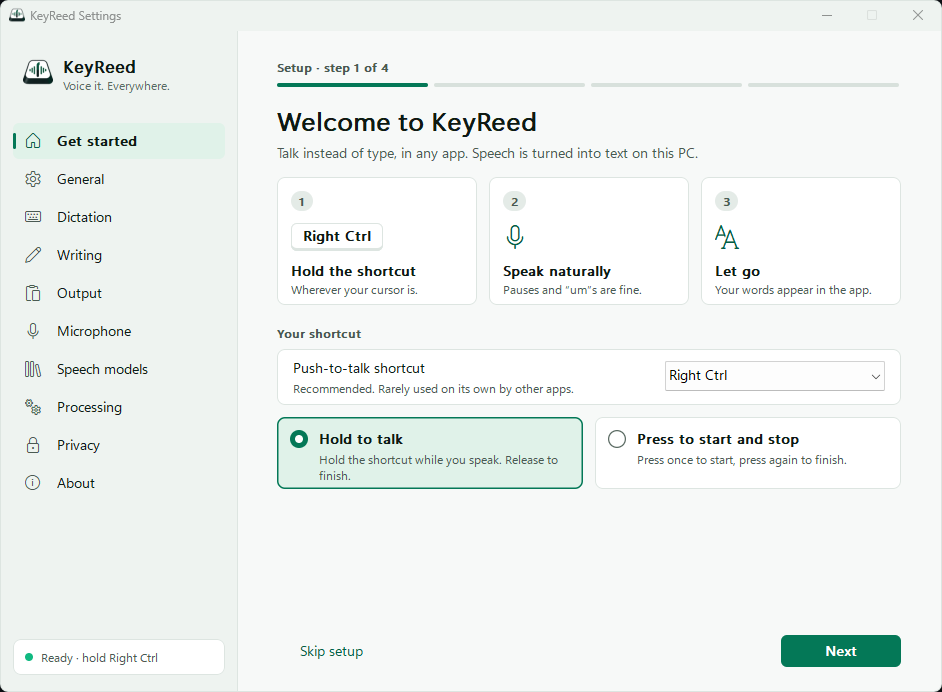 KeyReed Settings
KeyReed
Voice it. Everywhere.
Get started
General
Dictation
Writing
Output
Microphone
Speech models
Processing
Privacy
About
Ready · hold Right Ctrl
Setup · step 1 of 4
Welcome to KeyReed
Talk instead of type, in any app. Speech is turned into text on this PC.
1
Right Ctrl
Hold the shortcut
Wherever your cursor is.
2
Speak naturally
Pauses and "um"s are fine.
3
AA
Let go
Your words appear in the app.
Your shortcut
Push-to-talk shortcut
Recommended. Rarely used on its own by other apps.
Right Ctrl
Hold to talk
Hold the shortcut while you speak. Release to
finish.
Press to start and stop
Press once to start, press again to finish.
Skip setup
Next